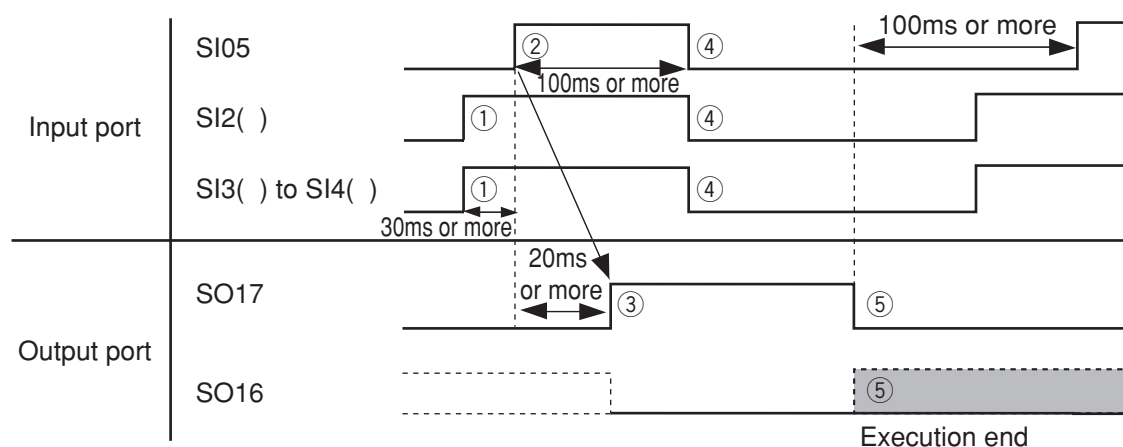 SI05
②
④
100ms or more
100ms or more
Input port
SI2( )
①
④
SI3( ) to SI4( )
①
④
30ms or more
20ms
or more
SO17
③
⑤
Output port
SO16
⑤
Execution end